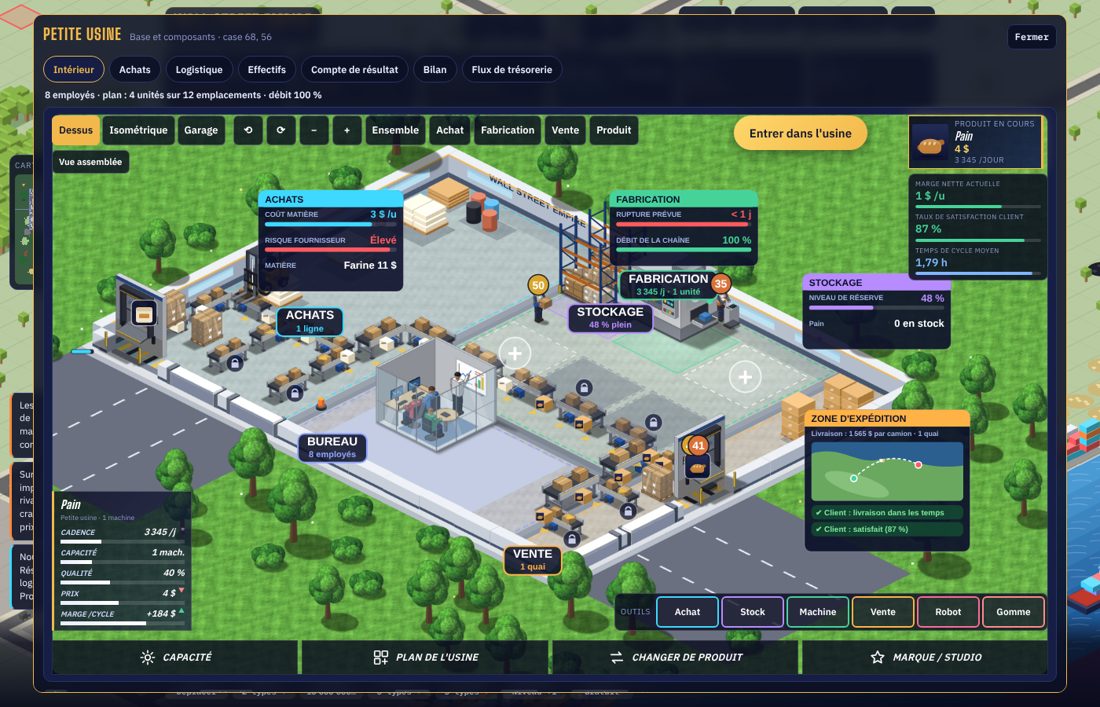 PETITE USINE Base et composants · case 68, 56
Fermer
Intérieur Achats Logistique Effectifs Compte de résultat Bilan Flux de trésorerie
8 employés · plan : 4 unités sur 12 emplacements · débit 100 %
Dessus Isométrique Garage ⟲ ⟳ − + Ensemble Achat Fabrication Vente Produit
Entrer dans l'usine
Vue assemblée
PRODUIT EN COURS
Pain
4 $
3 345 /JOUR
MARGE NETTE ACTUELLE
1 $ /u
TAUX DE SATISFACTION CLIENT
87 %
TEMPS DE CYCLE MOYEN
1,79 h
WALL STREET EMPIRE
ACHATS
COÛT MATIÈRE 3 $ /u
RISQUE FOURNISSEUR Élevé
MATIÈRE Farine 11 $
FABRICATION
RUPTURE PRÉVUE < 1 j
DÉBIT DE LA CHAÎNE 100 %
FABRICATION
3 345 /j · 1 unité
35
50
STOCKAGE
NIVEAU DE RÉSERVE 48 %
Pain 0 en stock
ACHATS
1 ligne
STOCKAGE
48 % plein
BUREAU
8 employés
41
ZONE D'EXPÉDITION
Livraison : 1 565 $ par camion · 1 quai
✔ Client : livraison dans les temps
✔ Client : satisfait (87 %)
VENTE
1 quai
Pain
Petite usine · 1 machine
CADENCE 3 345 /j
CAPACITÉ 1 mach.
QUALITÉ 40 %
PRIX 4 $
MARGE /CYCLE +184 $
OUTILS Achat Stock Machine Vente Robot Gomme
CAPACITÉ PLAN DE L'USINE CHANGER DE PRODUIT MARQUE / STUDIO